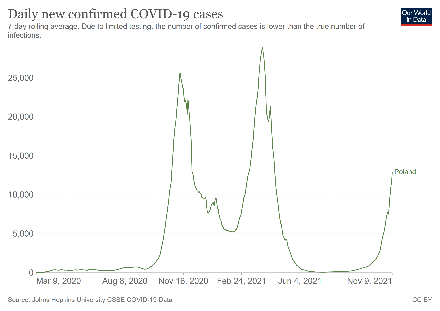 Daily new confirmed COVID-19 cases
7-day rolling average. Due to limited testing, the number of confirmed cases is lower than the true number of
infections.
Our World
in Data
25,000
20,000
15,000
10,000
5,000
0
Poland
Mar 9, 2020 Aug 8, 2020 Nov 16, 2020 Feb 24, 2021 Jun 4, 2021 Nov 9, 2021
Source: Johns Hopkins University CSSE COVID-19 Data
CC BY